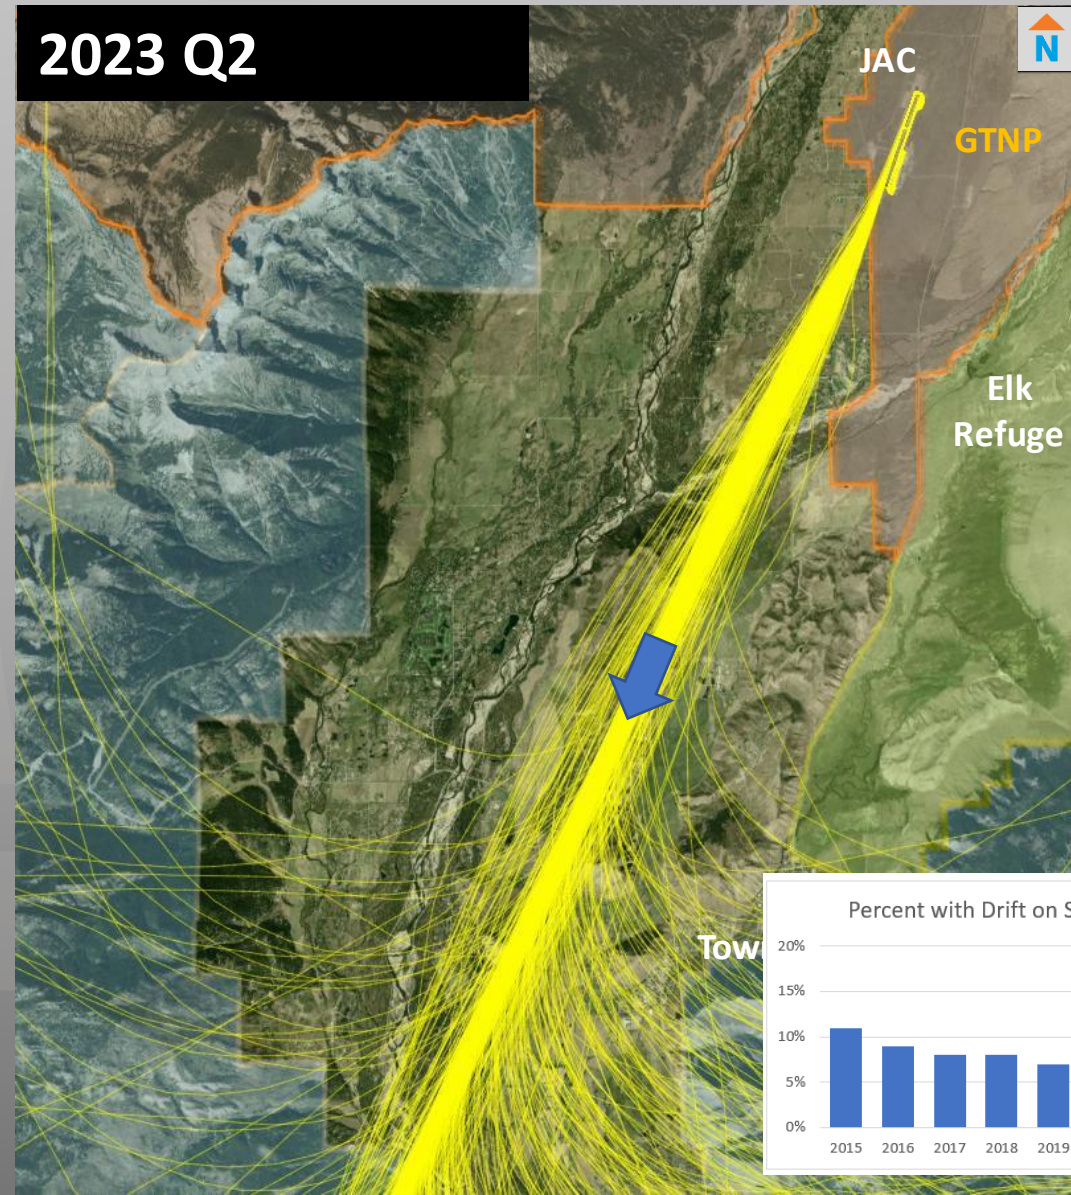 2023 Q2
JAC
N
GTNP
Elk
Refuge
Percent with Drift on S
Tow
20%
15%
10%
5%
0%
2015 2016 2017 2018 2019